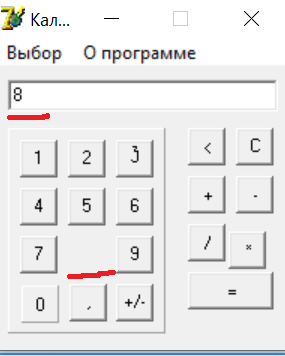 Кал...
Выбор О программе
8
1 2 3 < C
4 5 6 + -
7 9 / *
0 , +/- =